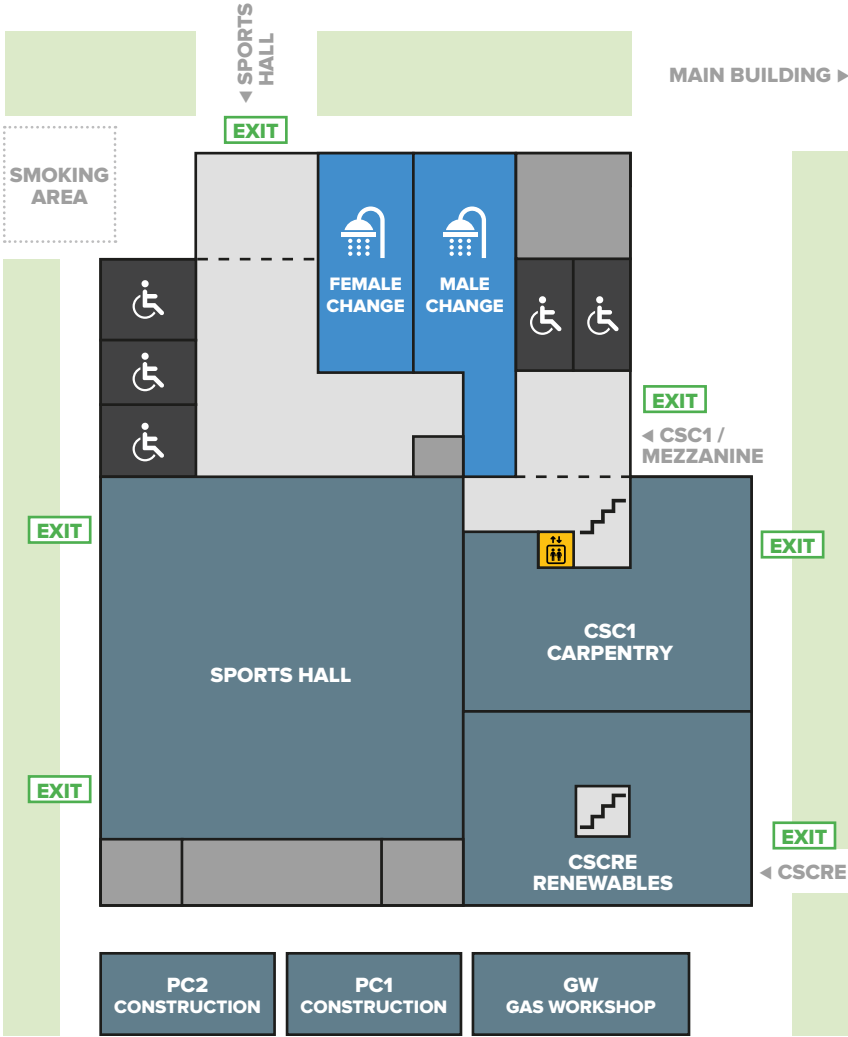 SPORTS
HALL
MAIN BUILDING
EXIT
SMOKING
AREA
FEMALE
CHANGE
MALE
CHANGE
EXIT
CSC1 /
MEZZANINE
EXIT
EXIT
CSC1
CARPENTRY
SPORTS HALL
EXIT
EXIT
CSCRE
RENEWABLES
CSCRE
PC2
CONSTRUCTION
PC1
CONSTRUCTION
GW
GAS WORKSHOP